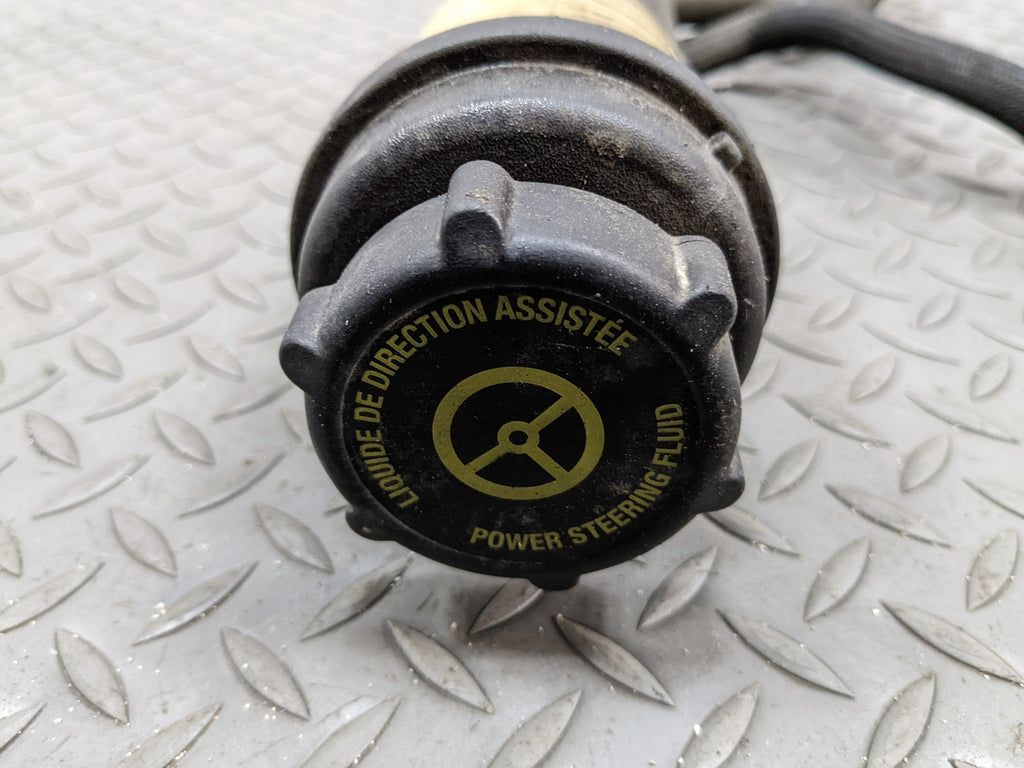 LIQUIDE DE DIRECTION ASSISTÉE
POWER STEERING FLUID